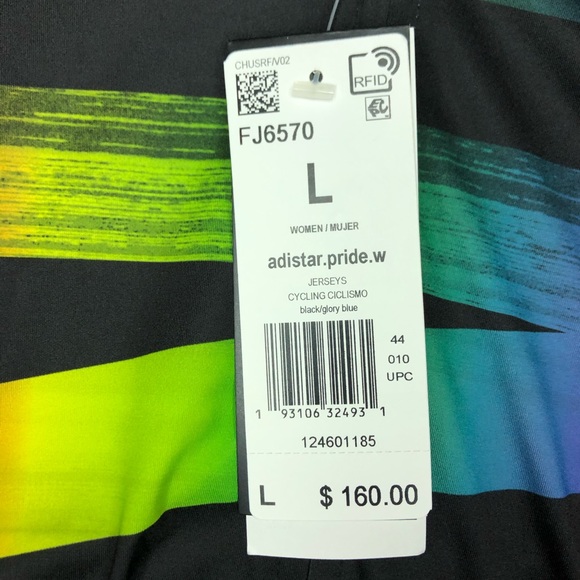 CHUSRF/V02
RFID
FJ6570
L
WOMEN / MUJER
adistar.pride.w
JERSEYS
CYCLING CICLISMO
black/glory blue
44
010
UPC
1 93106 32493 1
124601185
L $ 160.00